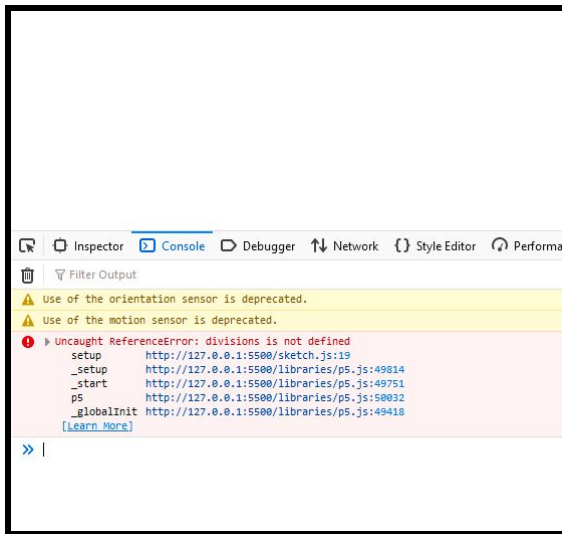 Inspector Console Debugger Network {} Style Editor Performa
Filter Output
Use of the orientation sensor is deprecated.
Use of the motion sensor is deprecated.
Uncaught ReferenceError: divisions is not defined
setup http://127.0.0.1:5500/sketch.js:19
_setup http://127.0.0.1:5500/libraries/p5.js:49814
_start http://127.0.0.1:5500/libraries/p5.js:49751
p5 http://127.0.0.1:5500/libraries/p5.js:50032
_globalInit http://127.0.0.1:5500/libraries/p5.js:49418
[Learn More]
»